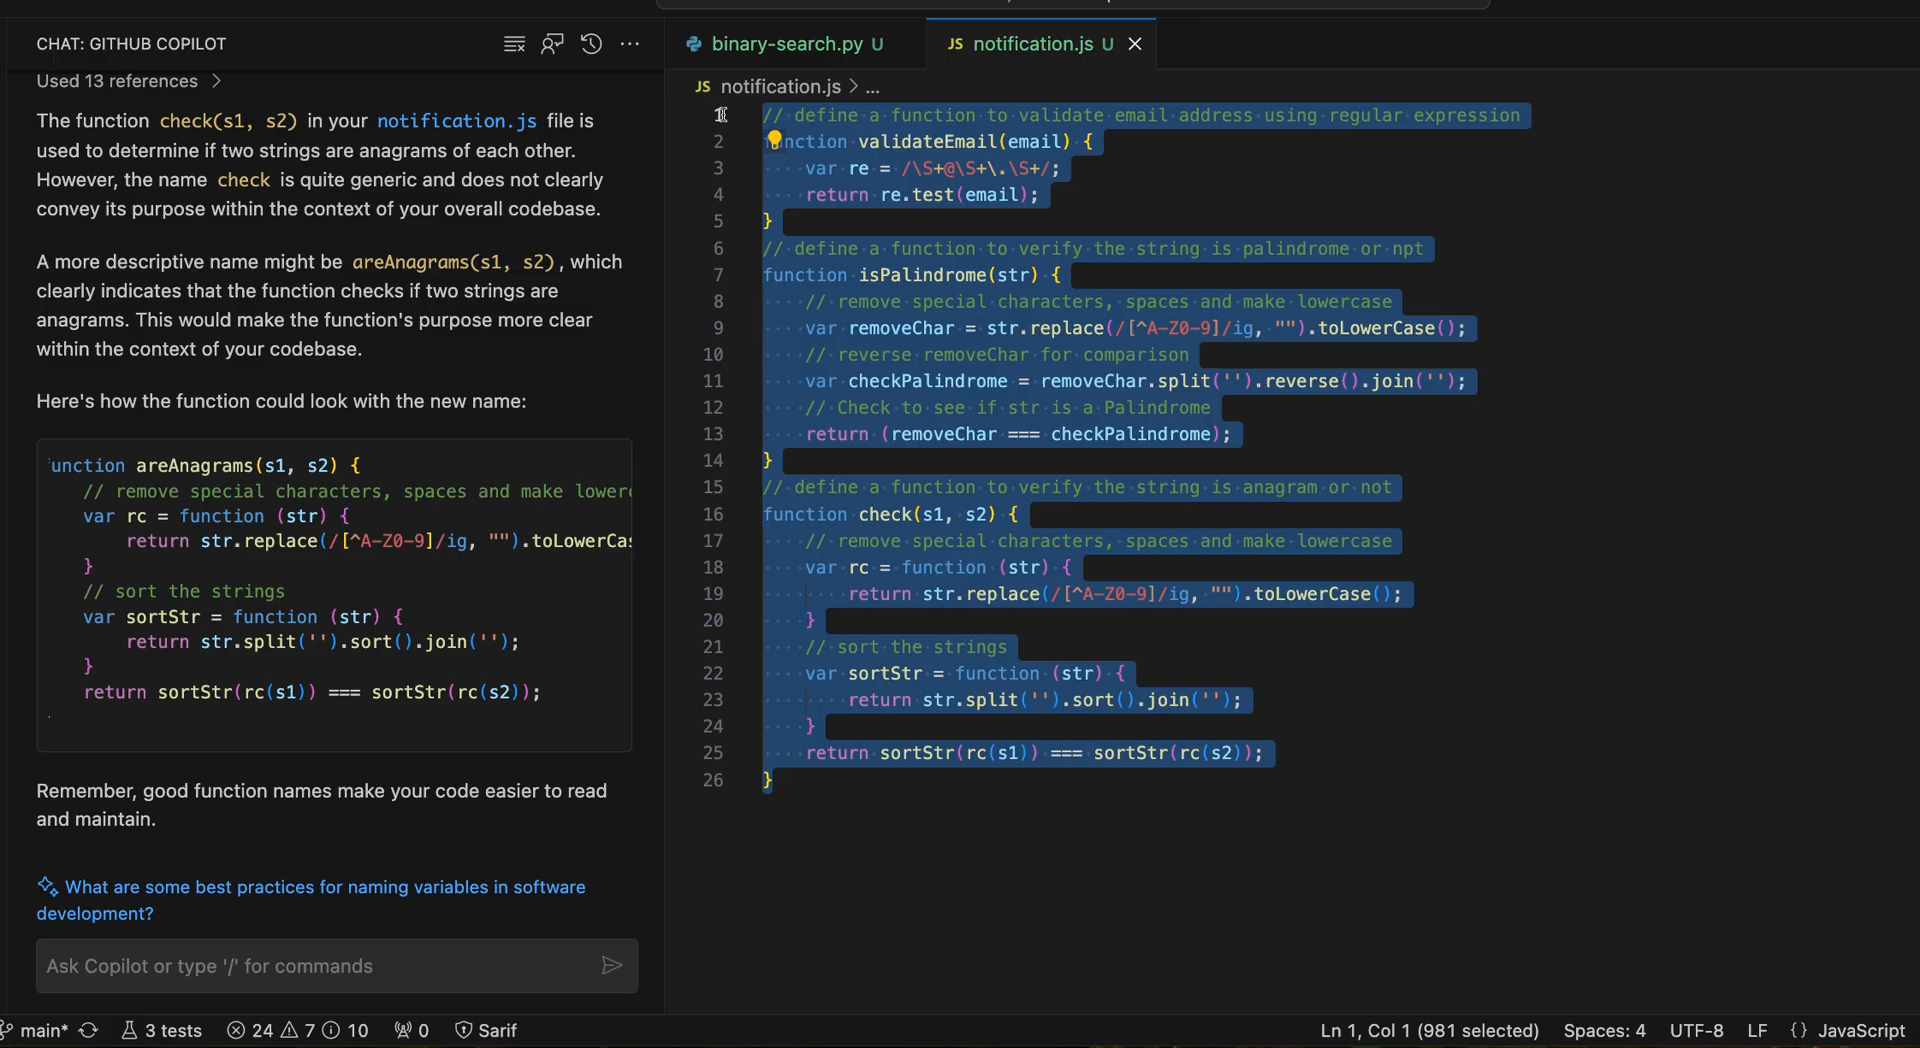 CHAT: GITHUB COPILOT
Used 13 references
The function check(s1, s2) in your notification.js file is
used to determine if two strings are anagrams of each other.
However, the name check is quite generic and does not clearly
convey its purpose within the context of your overall codebase.
A more descriptive name might be areAnagrams(s1, s2), which
clearly indicates that the function checks if two strings are
anagrams. This would make the function's purpose more clear
within the context of your codebase.
Here's how the function could look with the new name:
unction areAnagrams(s1, s2) {
// remove special characters, spaces and make lowerc
var rc = function (str) {
return str.replace(/[^A-Z0-9]/ig, "").toLowerCas
}
// sort the strings
var sortStr = function (str) {
return str.split('').sort().join('');
}
return sortStr(rc(s1)) === sortStr(rc(s2));
Remember, good function names make your code easier to read
and maintain.
What are some best practices for naming variables in software
development?
Ask Copilot or type '/' for commands
binary-search.py U
JS notification.js U
JS notification.js > ...
1 // define a function to validate email address using regular expression
2 function validateEmail(email) {
3 var re = /\S+@\S+\.\S+/;
4 return re.test(email);
5 }
6 // define a function to verify the string is palindrome or npt
7 function isPalindrome(str) {
8 // remove special characters, spaces and make lowercase
9 var removeChar = str.replace(/[^A-Z0-9]/ig, "").toLowerCase();
10 // reverse removeChar for comparison
11 var checkPalindrome = removeChar.split('').reverse().join('');
12 // Check to see if str is a Palindrome
13 return (removeChar === checkPalindrome);
14 }
15 // define a function to verify the string is anagram or not
16 function check(s1, s2) {
17 // remove special characters, spaces and make lowercase
18 var rc = function (str) {
19 return str.replace(/[^A-Z0-9]/ig, "").toLowerCase();
20 }
21 // sort the strings
22 var sortStr = function (str) {
23 return str.split('').sort().join('');
24 }
25 return sortStr(rc(s1)) === sortStr(rc(s2));
26 }
main* 3 tests 24 7 10 0 Sarif Ln 1, Col 1 (981 selected) Spaces: 4 UTF-8 LF {} JavaScript